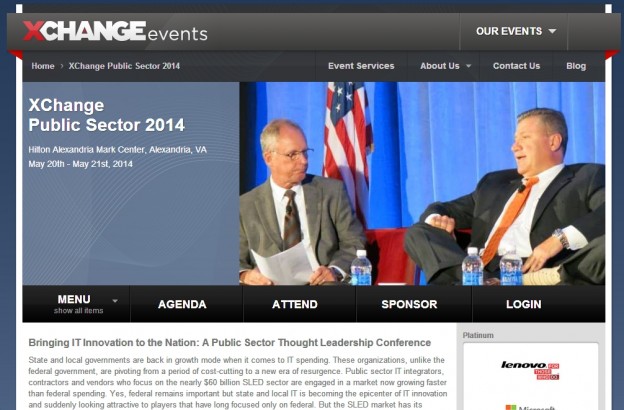 XCHANGE events
OUR EVENTS
Home › XChange Public Sector 2014
Event Services
About Us
Contact Us
Blog
XChange
Public Sector 2014
Hilton Alexandria Mark Center, Alexandria, VA
May 20th - May 21st, 2014
MENU
show all items
AGENDA
ATTEND
SPONSOR
LOGIN
Bringing IT Innovation to the Nation: A Public Sector Thought Leadership Conference
State and local governments are back in growth mode when it comes to IT spending. These organizations, unlike the
federal government, are pivoting from a period of cost-cutting to a new era of resurgence. Public sector IT integrators,
contractors and vendors who focus on the nearly $60 billion SLED sector are engaged in a market now growing faster
than federal spending. Yes, federal remains important but state and local IT is becoming the epicenter of IT innovation
and suddenly looking attractive to players that have long focused only on federal. But the SLED market has its
Platinum
lenovo FOR
THOSE
WHO DO
Microsoft